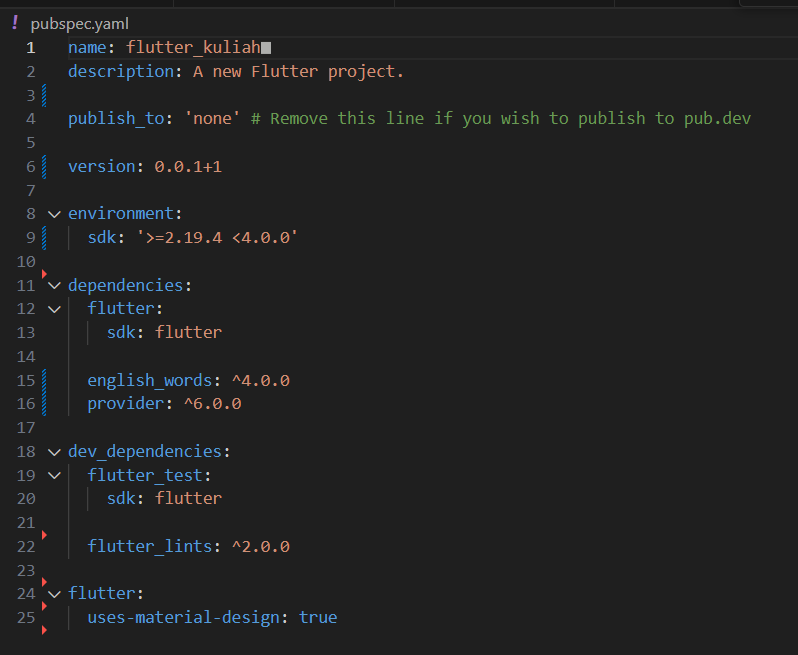 ! pubspec.yaml
1 name: flutter_kuliah
2 description: A new Flutter project.
3
4 publish_to: 'none' # Remove this line if you wish to publish to pub.dev
5
6 version: 0.0.1+1
7
8 environment:
9   sdk: '>=2.19.4 <4.0.0'
10
11 dependencies:
12   flutter:
13     sdk: flutter
14
15   english_words: ^4.0.0
16   provider: ^6.0.0
17
18 dev_dependencies:
19   flutter_test:
20     sdk: flutter
21
22   flutter_lints: ^2.0.0
23
24 flutter:
25   uses-material-design: true